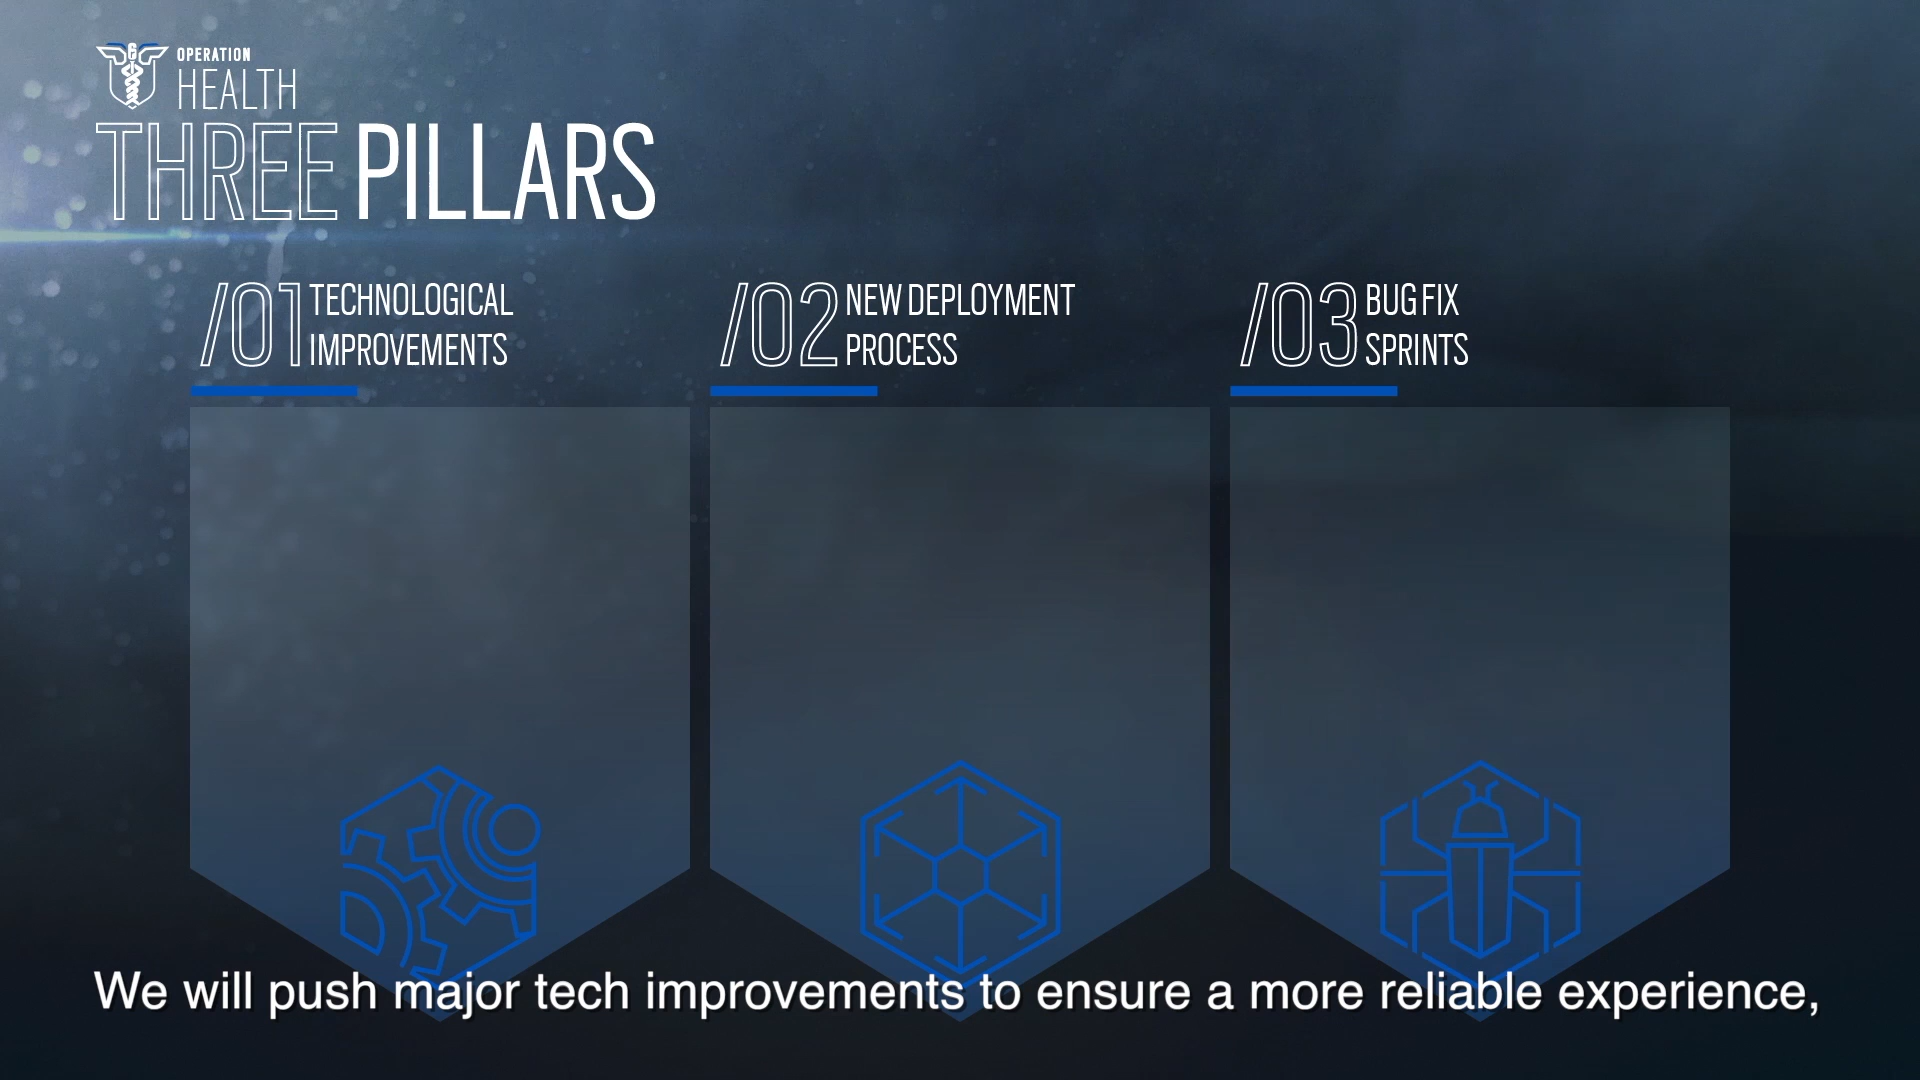 OPERATION
HEALTH
THREE PILLARS
/01 TECHNOLOGICAL
IMPROVEMENTS
/02 NEW DEPLOYMENT
PROCESS
/03 BUG FIX
SPRINTS
We will push major tech improvements to ensure a more reliable experience,